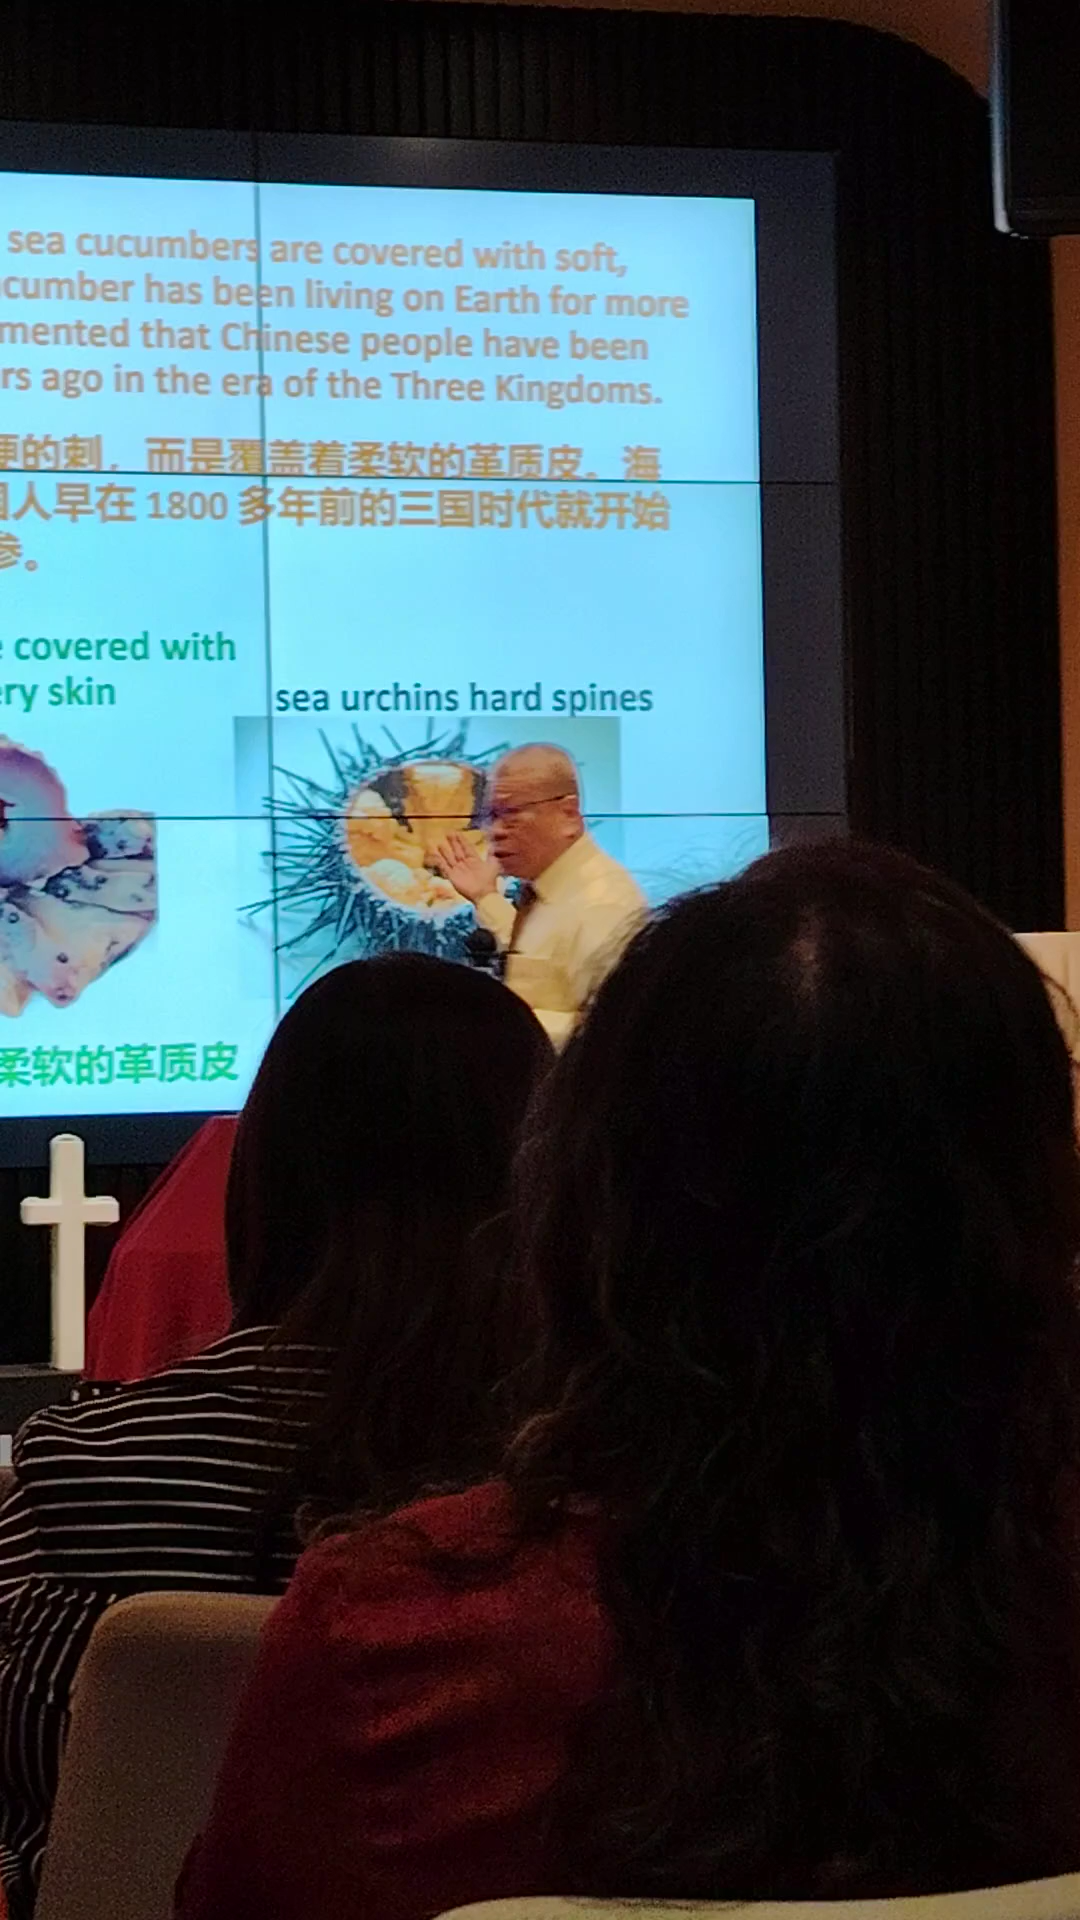 sea cucumbers are covered with soft,
cumber has been living on Earth for more
mented that Chinese people have been
rs ago in the era of the Three Kingdoms.
硬的刺，而是覆盖着柔软的革质皮。海
国人早在 1800 多年前的三国时代就开始
参。
e covered with
ery skin
sea urchins hard spines
柔软的革质皮